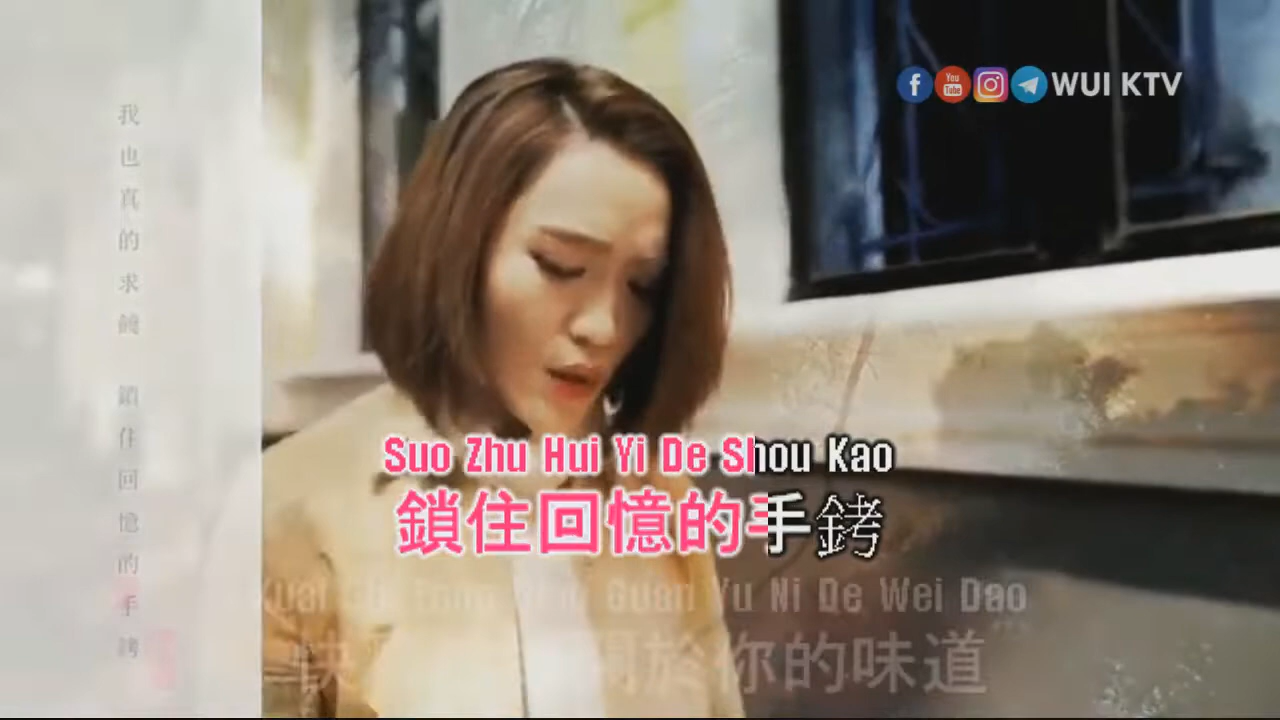 WUI KTV
我也真的求饒 鎖住回憶的手銬
Suo Zhu Hui Yi De Shou Kao
鎖住回憶的手銬
Guan Yu Ni De Wei Dao
關於你的味道